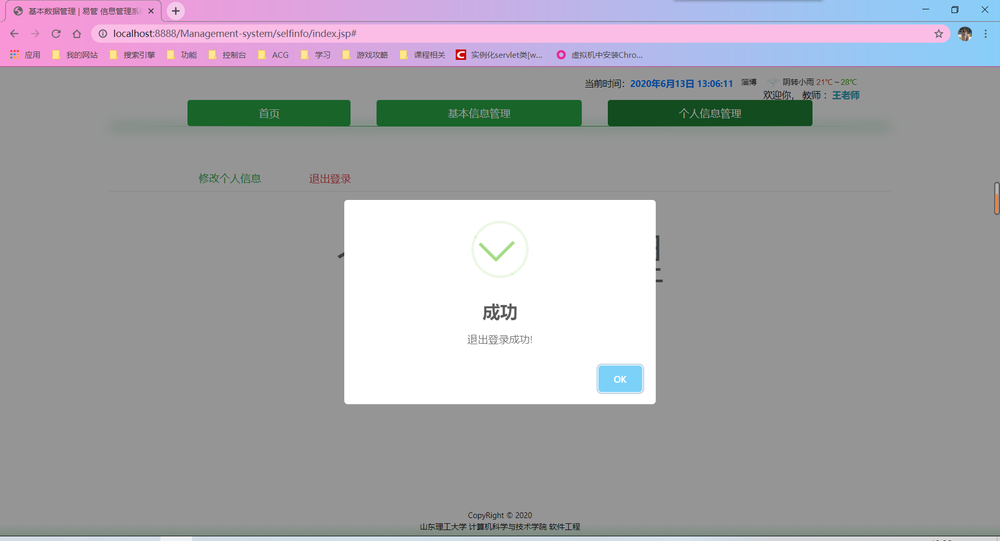 基本数据管理 | 易管 信息管理系统
localhost:8888/Management-system/selfinfo/index.jsp#
应用 我的网站 搜索引擎 功能 控制台 ACG 学习 游戏攻略 课程相关 实例化servlet类[w... 虚拟机中安装Chro...
当前时间：2020年6月13日 13:06:11 淄博 阴转小雨 21℃～28℃
欢迎你， 教师 ：王老师
首页 基本信息管理 个人信息管理
修改个人信息 退出登录
成功
退出登录成功!
OK
CopyRight © 2020
山东理工大学 计算机科学与技术学院 软件工程